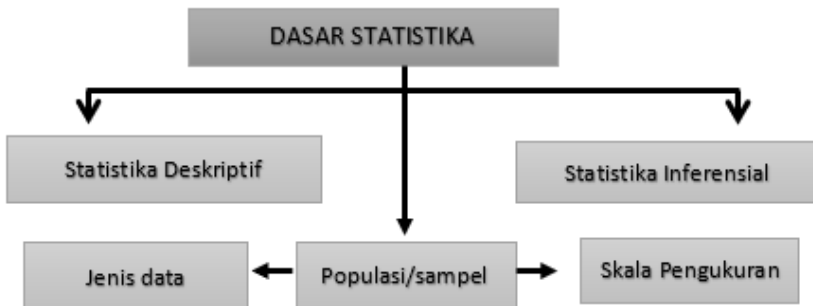 DASAR STATISTIKA
Statistika Deskriptif
Statistika Inferensial
Jenis data
Populasi/sampel
Skala Pengukuran